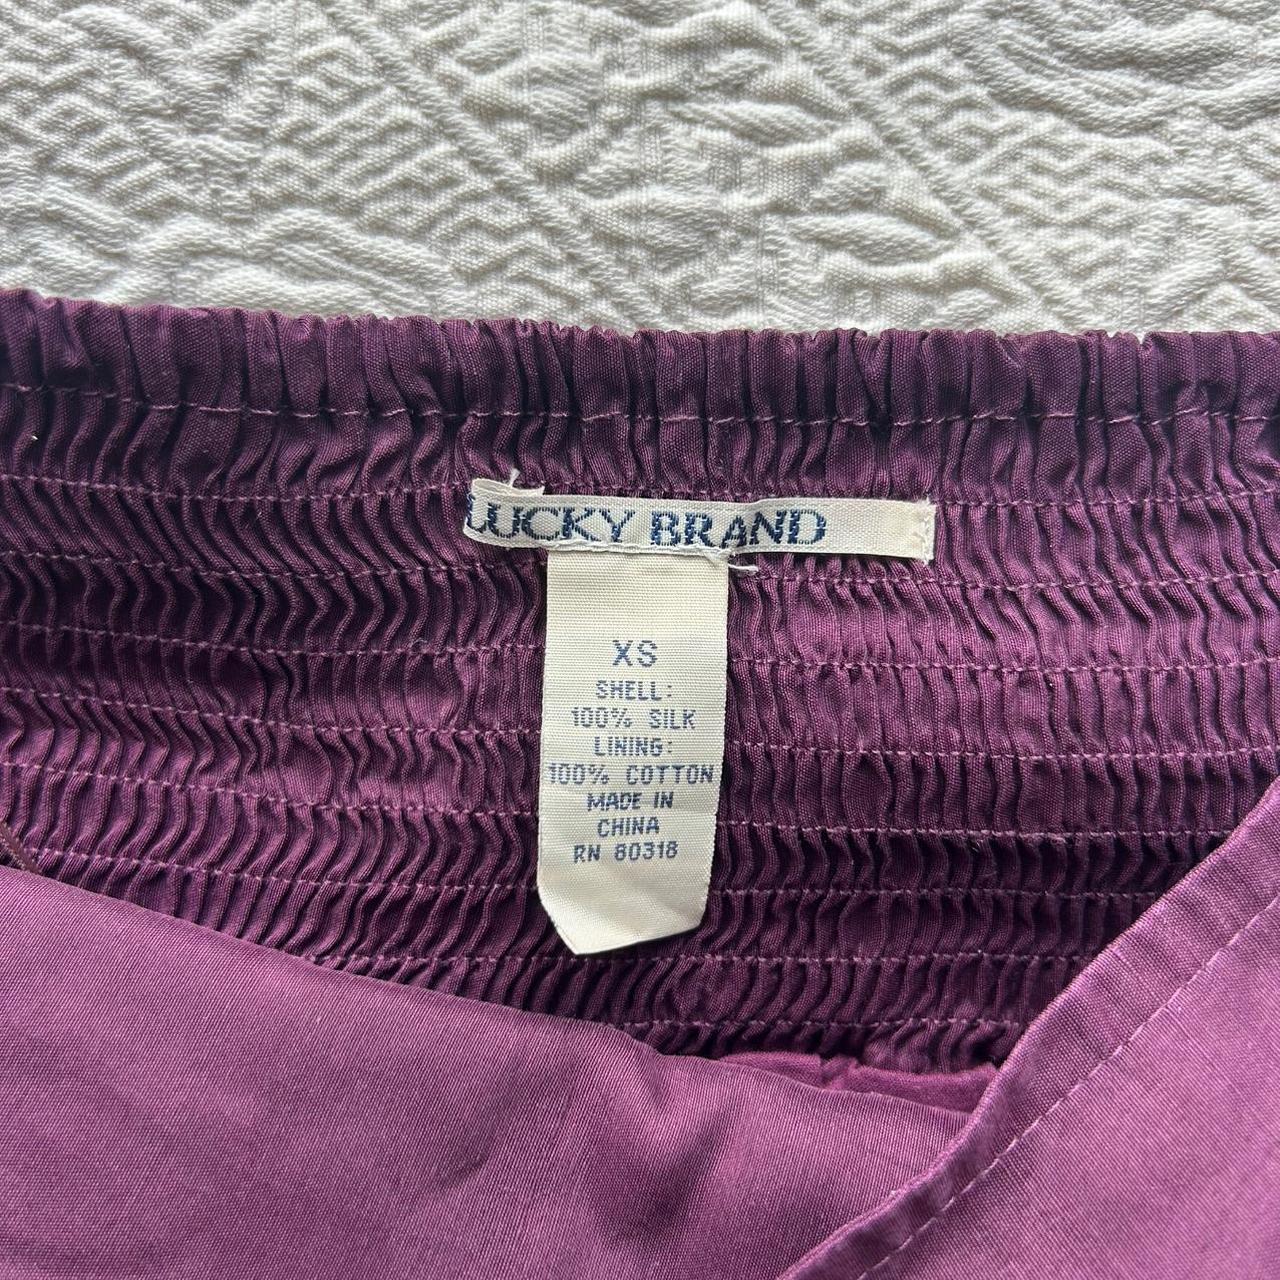 LUCKY BRAND
XS
SHELL:
100% SILK
LINING:
100% COTTON
MADE IN
CHINA
RN 80318